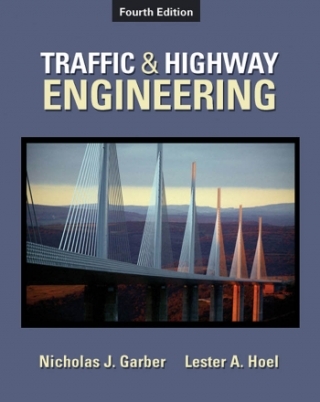 Fourth Edition
TRAFFIC & HIGHWAY
ENGINEERING
Nicholas J. Garber Lester A. Hoel